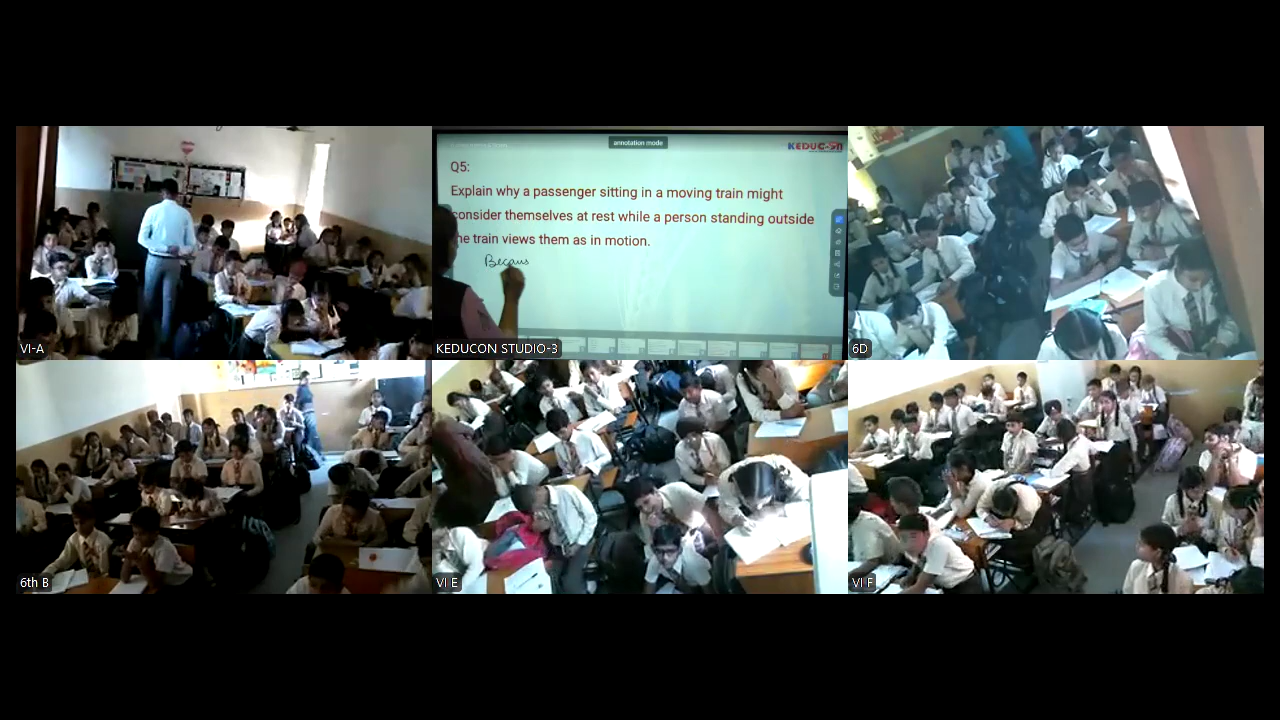 annotation mode
KEDUCON
Q5:
Explain why a passenger sitting in a moving train might
consider themselves at rest while a person standing outside
the train views them as in motion.
Becaus
VI-A
KEDUCON STUDIO-3
6D
6th B
VI E
VI F